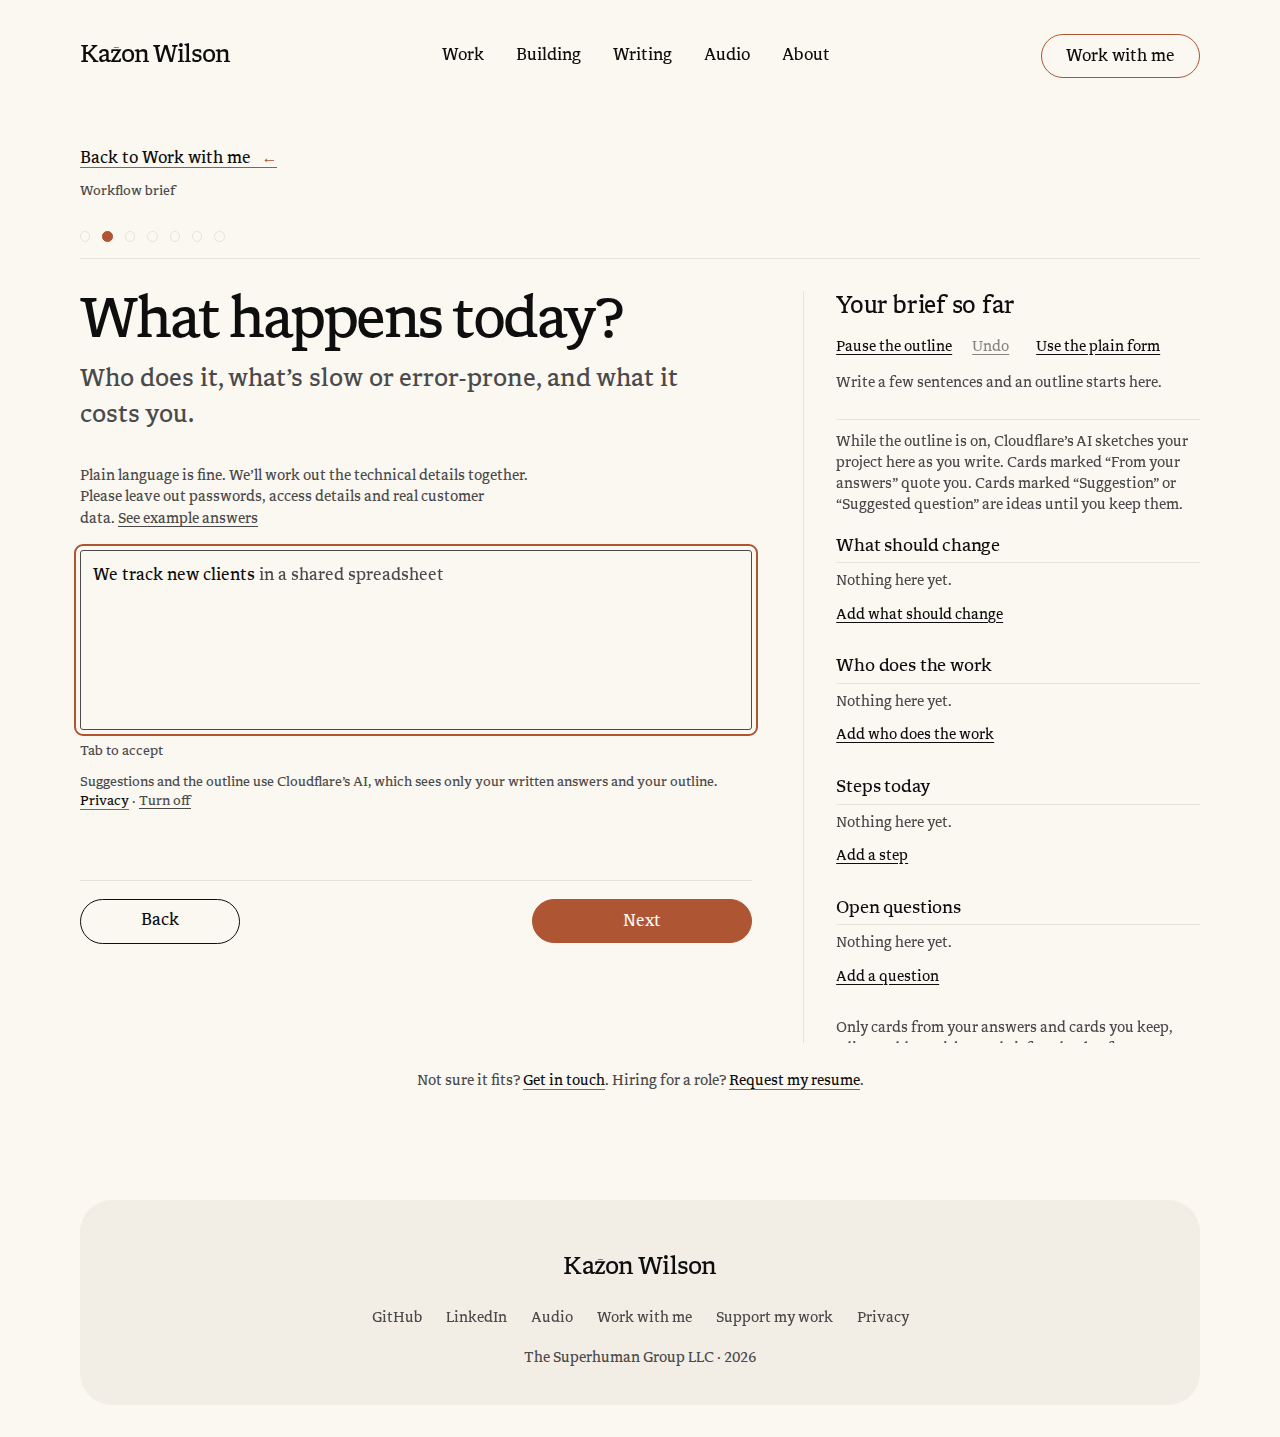 Kažon Wilson
Work
Building
Writing
Audio
About
Work with me
Back to Work with me ←
Workflow brief
What happens today?
Who does it, what’s slow or error-prone, and what it
costs you.
Plain language is fine. We’ll work out the technical details together.
Please leave out passwords, access details and real customer
data. See example answers
We track new clients in a shared spreadsheet
Tab to accept
Suggestions and the outline use Cloudflare’s AI, which sees only your written answers and your outline.
Privacy · Turn off
Back
Next
Your brief so far
Pause the outline
Undo
Use the plain form
Write a few sentences and an outline starts here.
While the outline is on, Cloudflare’s AI sketches your
project here as you write. Cards marked “From your
answers” quote you. Cards marked “Suggestion” or
“Suggested question” are ideas until you keep them.
What should change
Nothing here yet.
Add what should change
Who does the work
Nothing here yet.
Add who does the work
Steps today
Nothing here yet.
Add a step
Open questions
Nothing here yet.
Add a question
Only cards from your answers and cards you keep,
Not sure it fits? Get in touch. Hiring for a role? Request my resume.
Kažon Wilson
GitHub
LinkedIn
Audio
Work with me
Support my work
Privacy
The Superhuman Group LLC · 2026